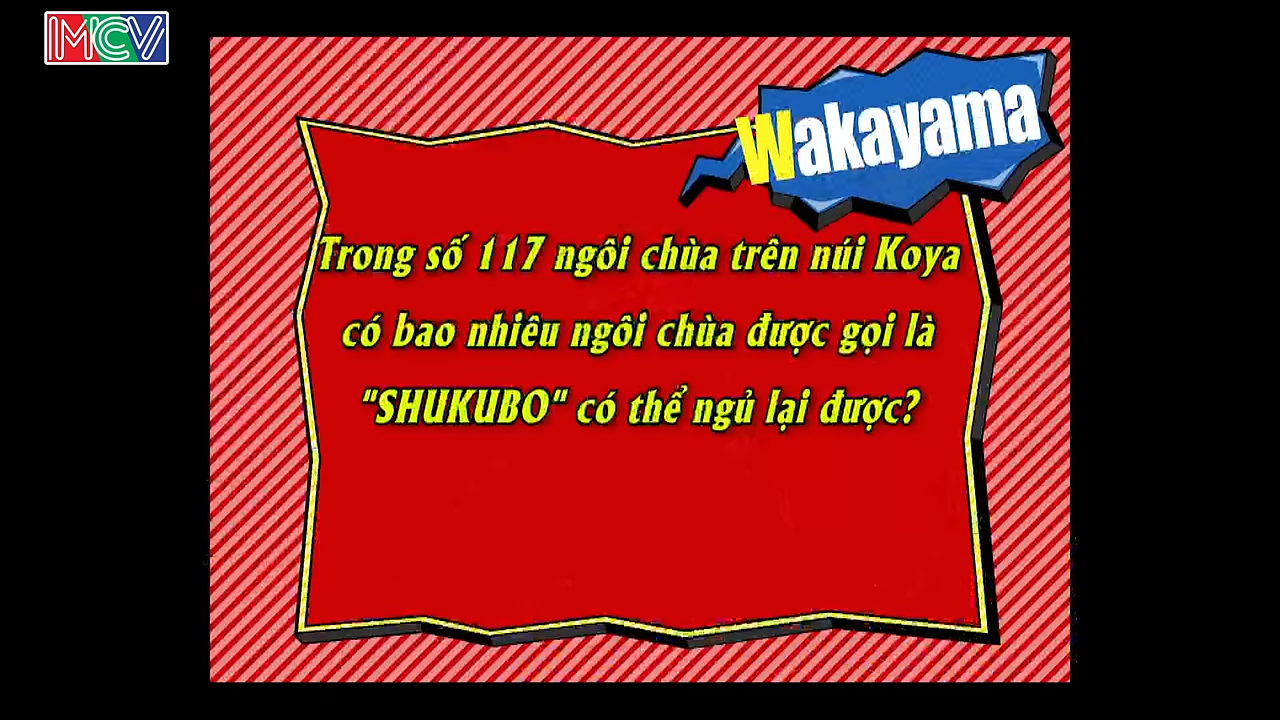 MCV
Wakayama
Trong số 117 ngôi chùa trên núi Koya
có bao nhiêu ngôi chùa được gọi là
"SHUKUBO" có thể ngủ lại được?